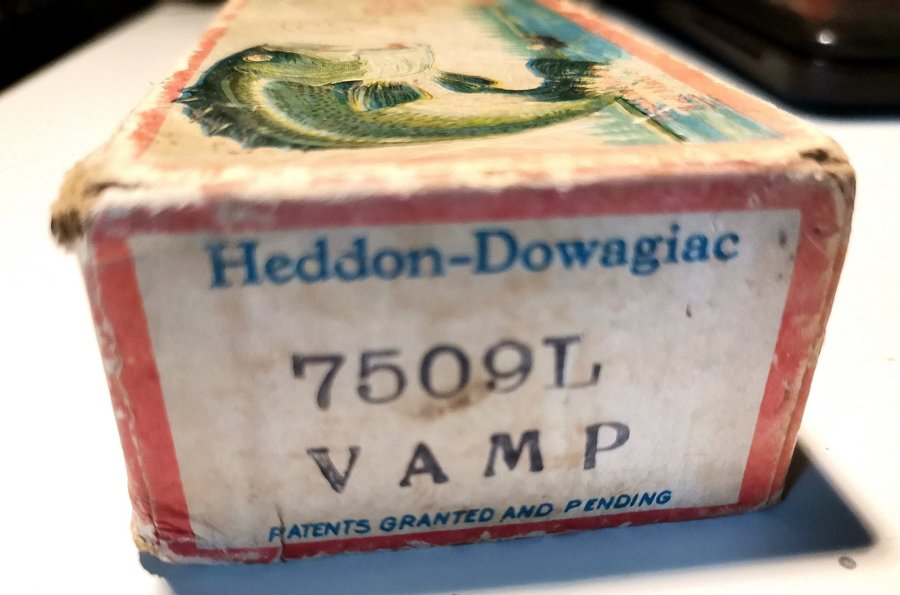 Heddon-Dowagiac
7509L
VAMP
PATENTS GRANTED AND PENDING